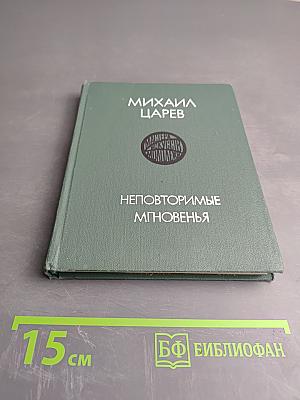 МИХАИЛ
ЦАРЕВ
НЕПОВТОРИМЫЕ
МГНОВЕНЬЯ
15 см
БФ БИБЛИОФАН